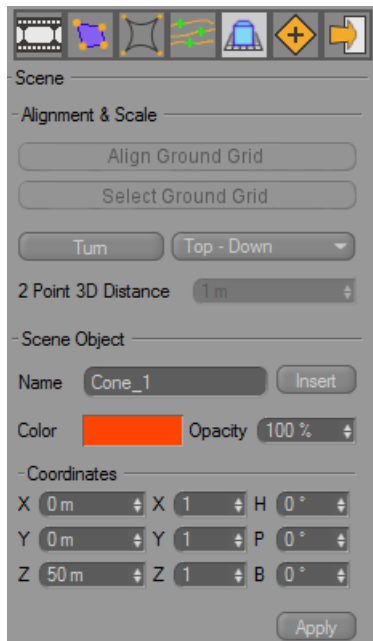 Scene
Alignment & Scale
Align Ground Grid
Select Ground Grid
Turn Top - Down
2 Point 3D Distance 1 m
Scene Object
Name Cone_1 Insert
Color Opacity 100 %
Coordinates
X 0 m X 1 H 0 °
Y 0 m Y 1 P 0 °
Z 50 m Z 1 B 0 °
Apply